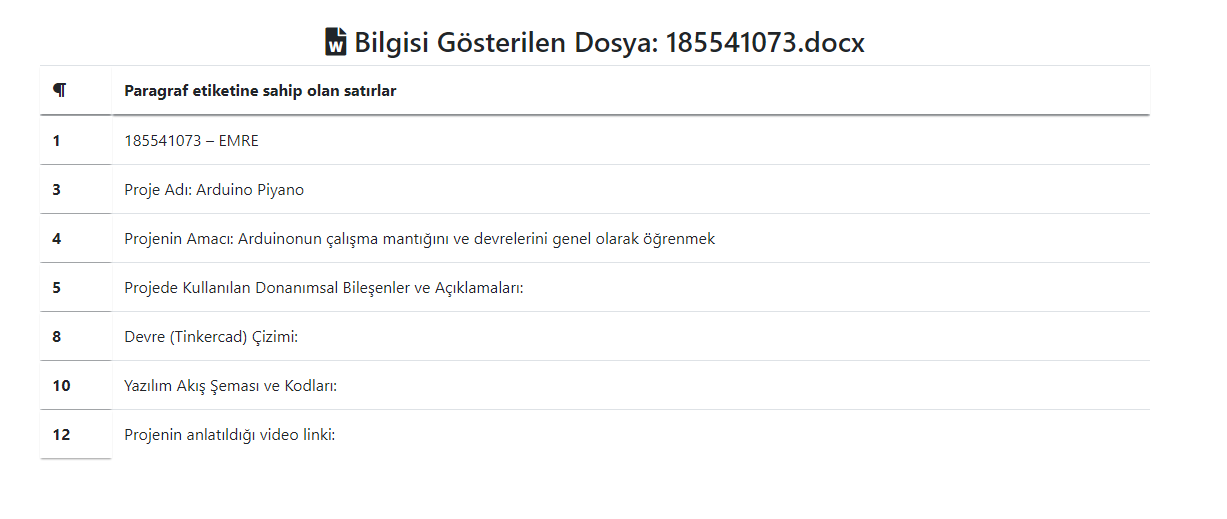 Bilgisi Gösterilen Dosya: 185541073.docx
¶ Paragraf etiketine sahip olan satırlar
1 185541073 – EMRE
3 Proje Adı: Arduino Piyano
4 Projenin Amacı: Arduinonun çalışma mantığını ve devrelerini genel olarak öğrenmek
5 Projede Kullanılan Donanımsal Bileşenler ve Açıklamaları:
8 Devre (Tinkercad) Çizimi:
10 Yazılım Akış Şeması ve Kodları:
12 Projenin anlatıldığı video linki: